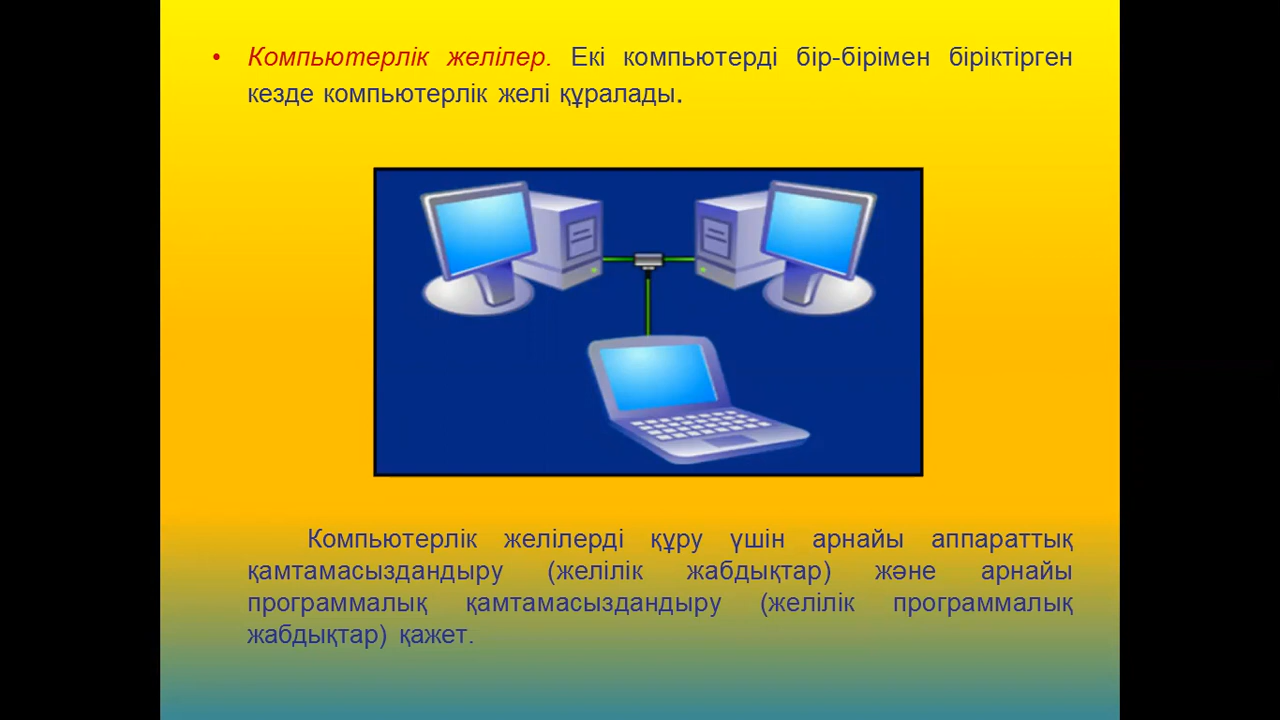 • Компьютерлік желілер. Екі компьютерді бір-бірімен біріктірген
кезде компьютерлік желі құралады.
Компьютерлік желілерді құру үшін арнайы аппараттық
қамтамасыздандыру (желілік жабдықтар) және арнайы
программалық қамтамасыздандыру (желілік программалық
жабдықтар) қажет.